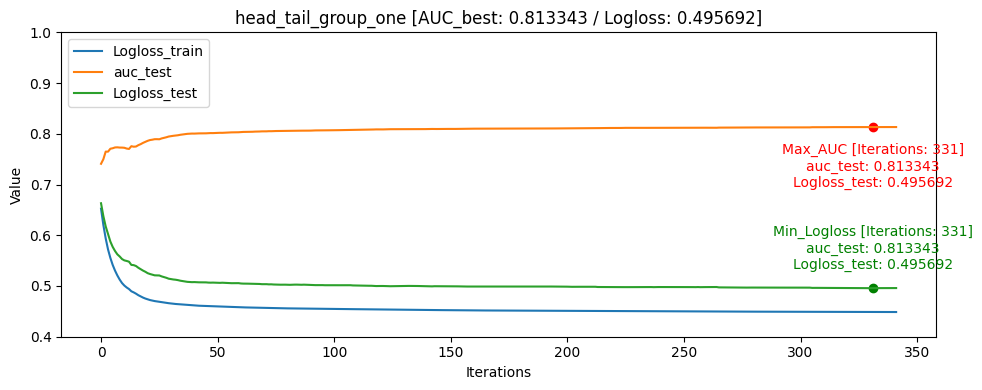 head_tail_group_one [AUC_best: 0.813343 / Logloss: 0.495692]
1.0
0.9
0.8
0.7
0.6
0.5
0.4
Value
Logloss_train
auc_test
Logloss_test
Max_AUC [Iterations: 331]
auc_test: 0.813343
Logloss_test: 0.495692
Min_Logloss [Iterations: 331]
auc_test: 0.813343
Logloss_test: 0.495692
0 50 100 150 200 250 300 350
Iterations